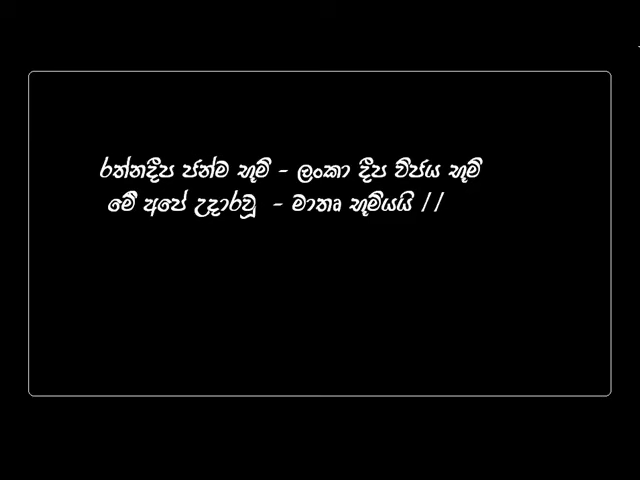 රත්නදීප ජන්ම භූමි - ලංකා දීප විජය භූමි
මේ අපේ උදාරවූ - මාතෘ භූමියයි //